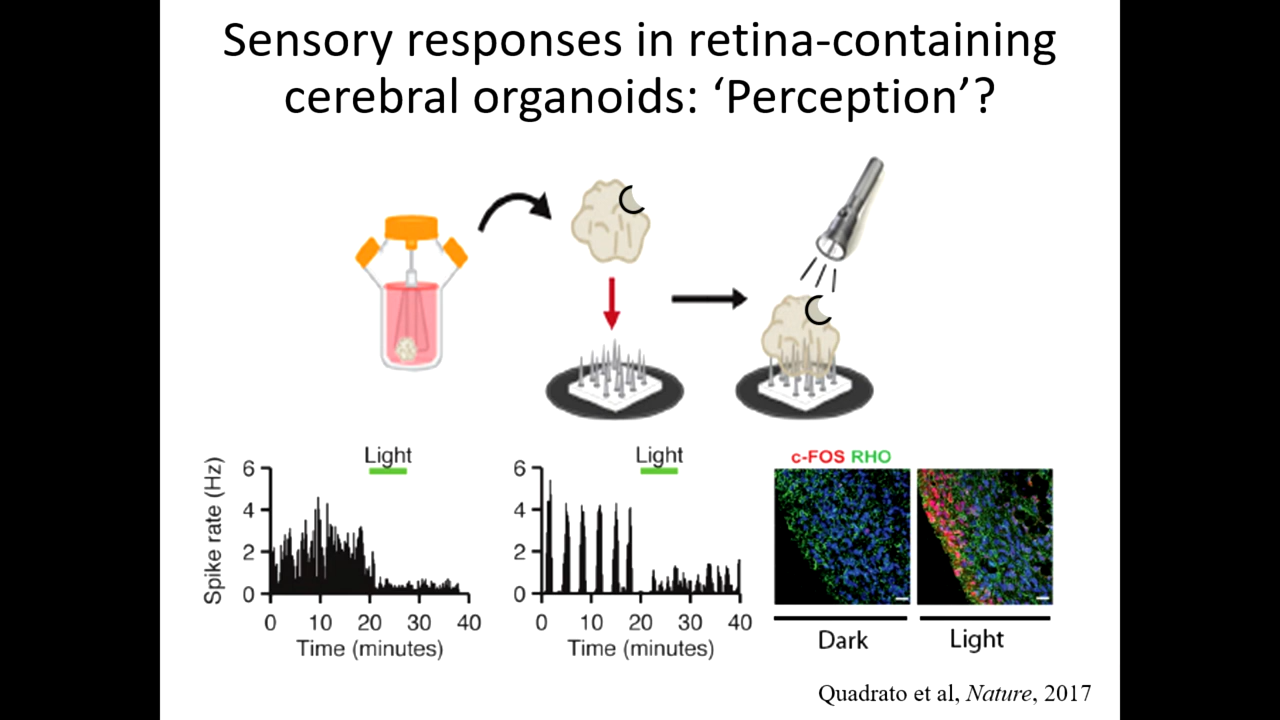 Sensory responses in retina-containing
cerebral organoids: ‘Perception’?
Light
Spike rate (Hz)
6
4
2
0
0 10 20 30 40
Time (minutes)
Light
6
4
2
0
0 10 20 30 40
Time (minutes)
c-FOS RHO
Dark
Light
Quadrato et al, Nature, 2017